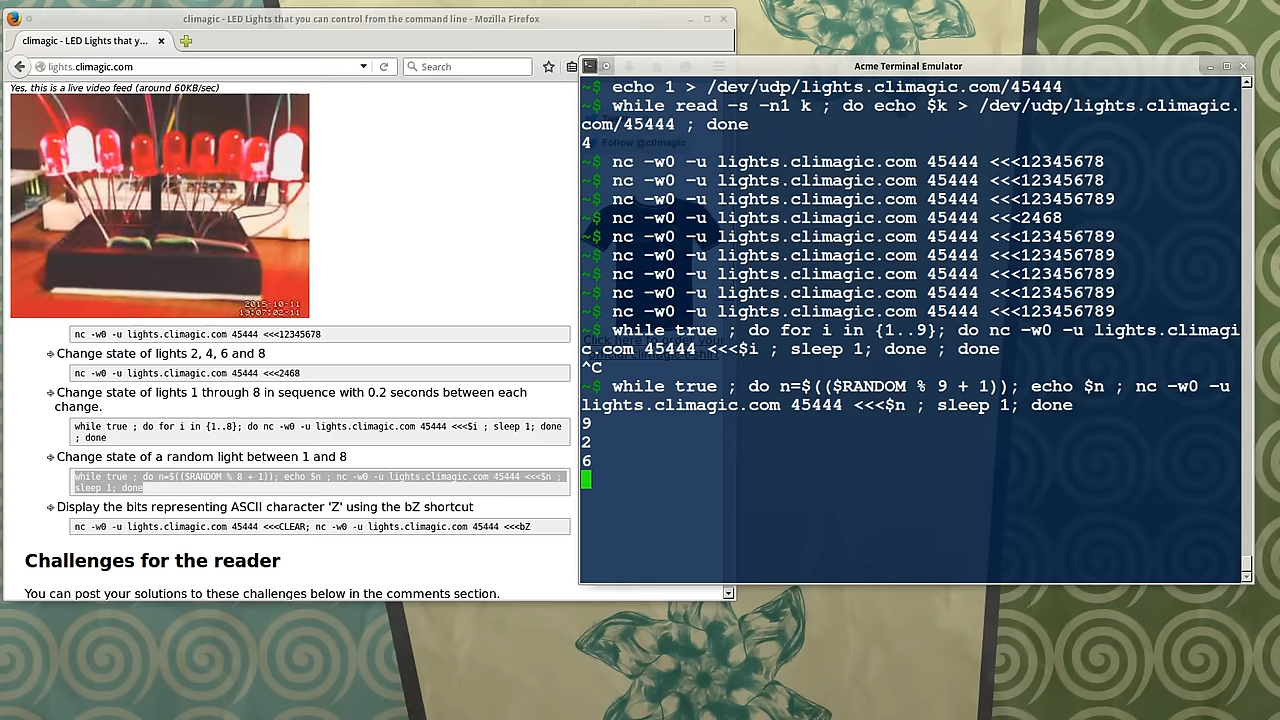 climagic - LED Lights that you can control from the command line - Mozilla Firefox
climagic - LED Lights that y...
lights.climagic.com
Search
Yes, this is a live video feed (around 60KB/sec)
2015-10-11
nc -w0 -u lights.climagic.com 45444 <<<12345678
Change state of lights 2, 4, 6 and 8
nc -w0 -u lights.climagic.com 45444 <<<2468
Change state of lights 1 through 8 in sequence with 0.2 seconds between each
change.
while true ; do for i in {1..8}; do nc -w0 -u lights.climagic.com 45444 <<<$i ; sleep 1; done
; done
Change state of a random light between 1 and 8
while true ; do n=$(($RANDOM % 8 + 1)); echo $n ; nc -w0 -u lights.climagic.com 45444 <<<$n ;
sleep 1; done
Display the bits representing ASCII character 'Z' using the bZ shortcut
nc -w0 -u lights.climagic.com 45444 <<<CLEAR; nc -w0 -u lights.climagic.com 45444 <<<bZ
Challenges for the reader
You can post your solutions to these challenges below in the comments section.
Acme Terminal Emulator
~$ echo 1 > /dev/udp/lights.climagic.com/45444
~$ while read -s -n1 k ; do echo $k > /dev/udp/lights.climagic.
com/45444 ; done
Follow @climagic
4
~$ nc -w0 -u lights.climagic.com 45444 <<<12345678
~$ nc -w0 -u lights.climagic.com 45444 <<<12345678
~$ nc -w0 -u lights.climagic.com 45444 <<<123456789
~$ nc -w0 -u lights.climagic.com 45444 <<<2468
~$ nc -w0 -u lights.climagic.com 45444 <<<123456789
~$ nc -w0 -u lights.climagic.com 45444 <<<123456789
~$ nc -w0 -u lights.climagic.com 45444 <<<123456789
~$ nc -w0 -u lights.climagic.com 45444 <<<123456789
~$ nc -w0 -u lights.climagic.com 45444 <<<123456789
~$ while true ; do for i in {1..9}; do nc -w0 -u lights.climagi
Click here to order your
c.com 45444 <<<$i ; sleep 1; done ; done
^C
~$ while true ; do n=$(($RANDOM % 9 + 1)); echo $n ; nc -w0 -u
lights.climagic.com 45444 <<<$n ; sleep 1; done
9
2
6